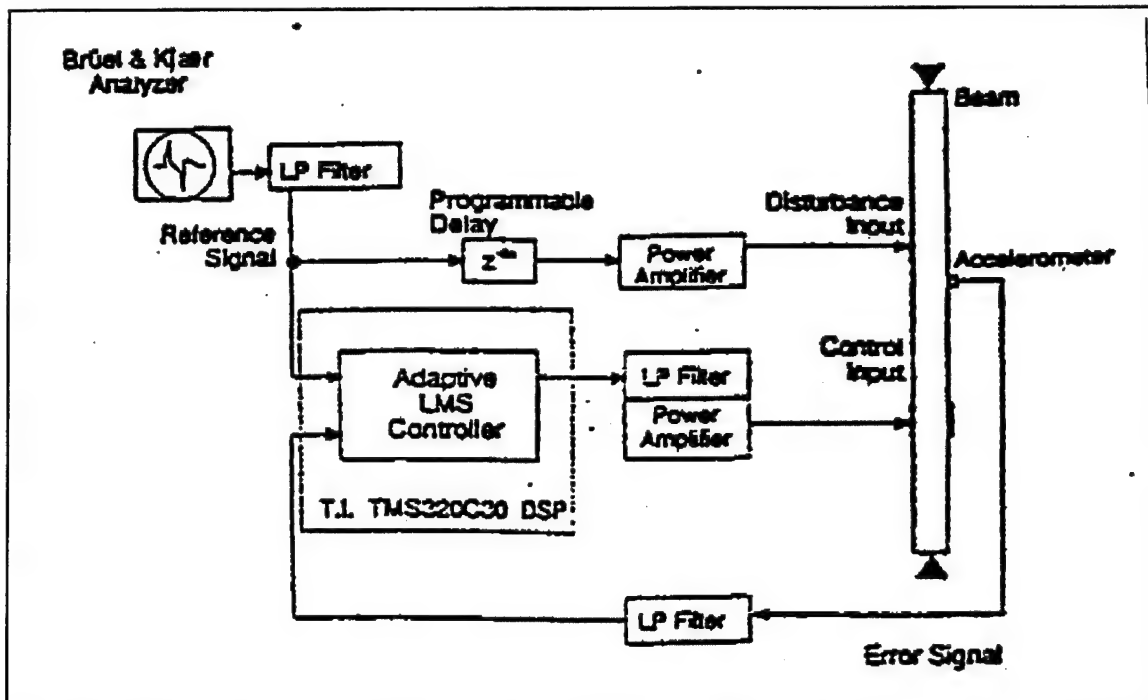 Brüel & Kjaer
Analyzer
LP Filter
Beam
Programmable
Delay
Disturbance
Input
Reference
Signal
Power
Amplifier
Accelerometer
Control
Input
Adaptive
LMS
Controller
LP Filter
Power
Amplifier
T.I. TMS320C30 DSP
LP Filter
Error Signal